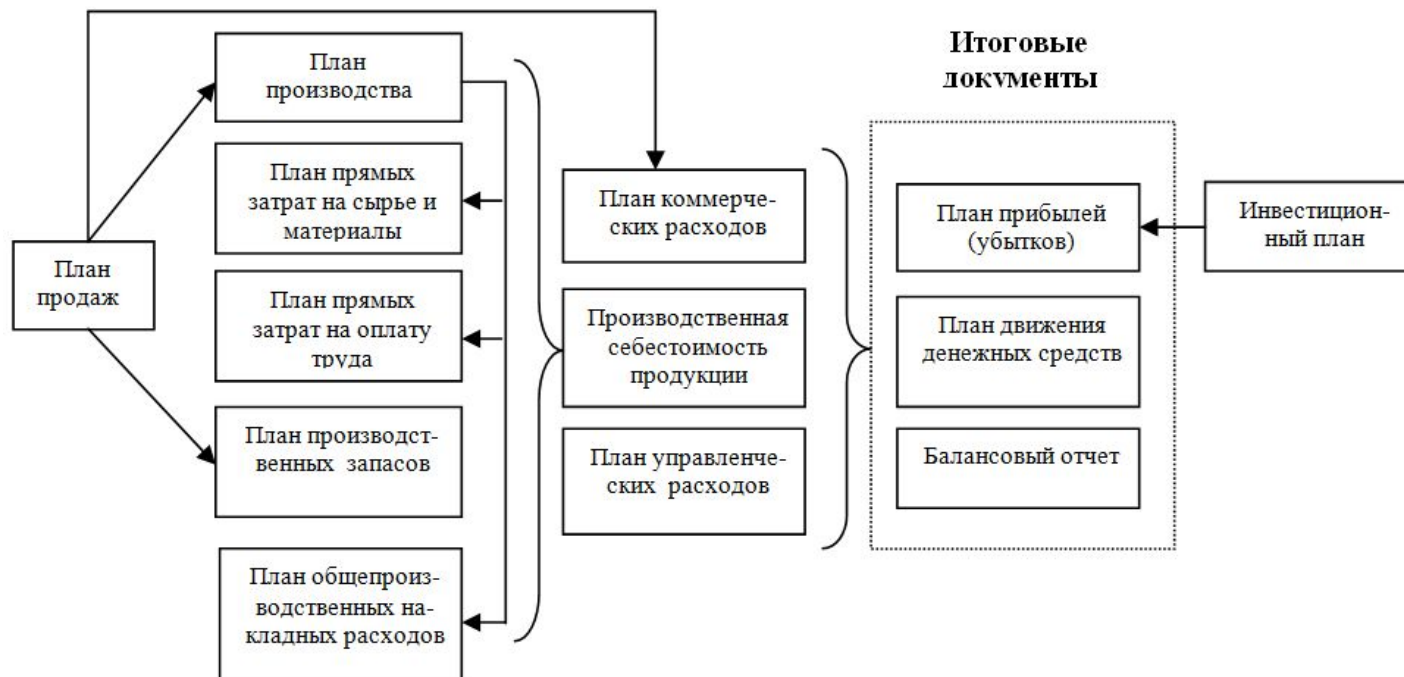 Итоговые
документы
План
производства
План прямых
затрат на сырье и
материалы
План коммерче-
ских расходов
План прибылей
(убытков)
Инвестицион-
ный план
План
продаж
План прямых
затрат на оплату
труда
Производственная
себестоимость
продукции
План движения
денежных средств
План производст-
венных запасов
План управленче-
ских расходов
Балансовый отчет
План общепроиз-
водственных на-
кладных расходов